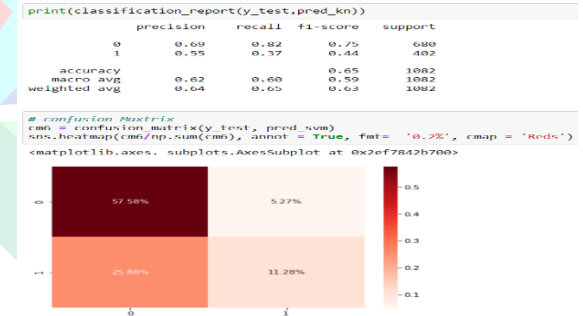 print(classification_report(y_test,pred_kn))
precision recall f1-score support
0 0.69 0.82 0.75 680
1 0.55 0.37 0.44 402
accuracy 0.65 1082
macro avg 0.62 0.60 0.59 1082
weighted avg 0.64 0.65 0.63 1082
# confusion Maxtrix
cm6 = confusion_matrix(y_test, pred_svm)
sns.heatmap(cm6/np.sum(cm6), annot = True, fmt= '0.2%', cmap = 'Reds')
<matplotlib.axes._subplots.AxesSubplot at 0x2ef7842b700>
0 57.58% 5.27%
1 25.88% 11.28%
0 1
0.5
0.4
0.3
0.2
0.1